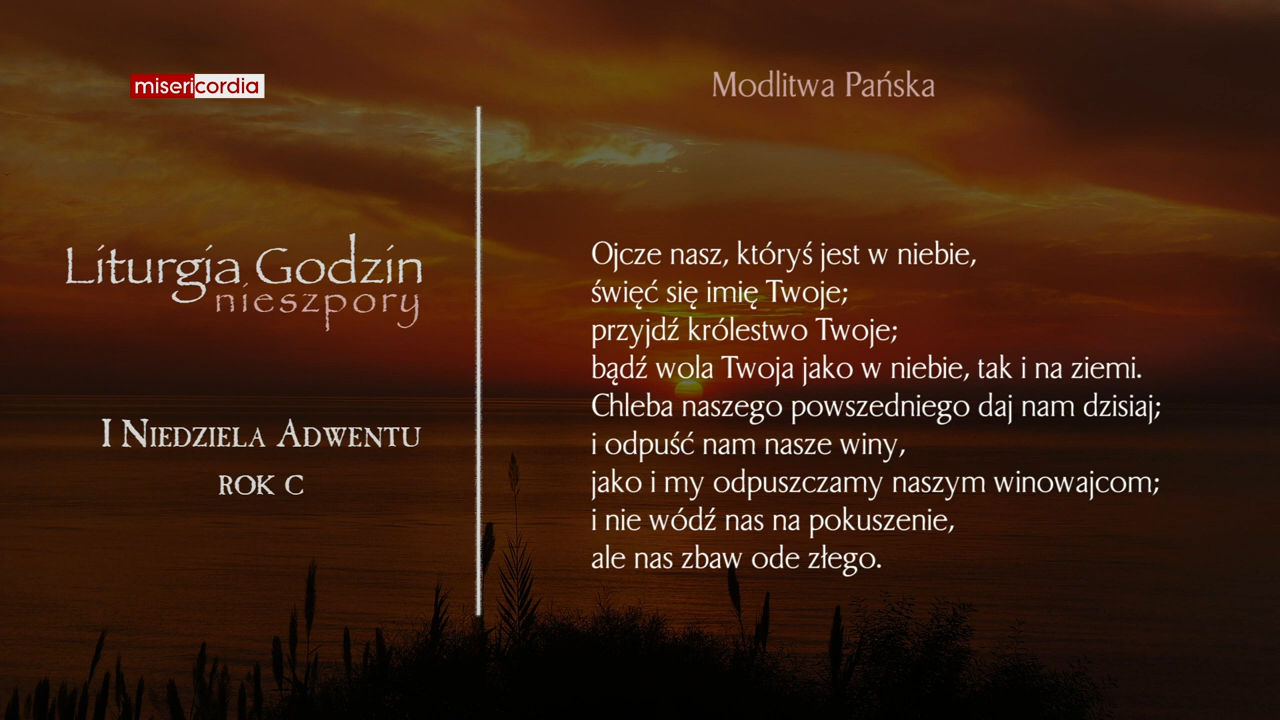 misericordia
Liturgia Godzin
nieszpory
I Niedziela Adwentu
rok C
Modlitwa Pańska
Ojcze nasz, któryś jest w niebie,
święć się imię Twoje;
przyjdź królestwo Twoje;
bądź wola Twoja jako w niebie, tak i na ziemi.
Chleba naszego powszedniego daj nam dzisiaj;
i odpuść nam nasze winy,
jako i my odpuszczamy naszym winowajcom;
i nie wódź nas na pokuszenie,
ale nas zbaw ode złego.